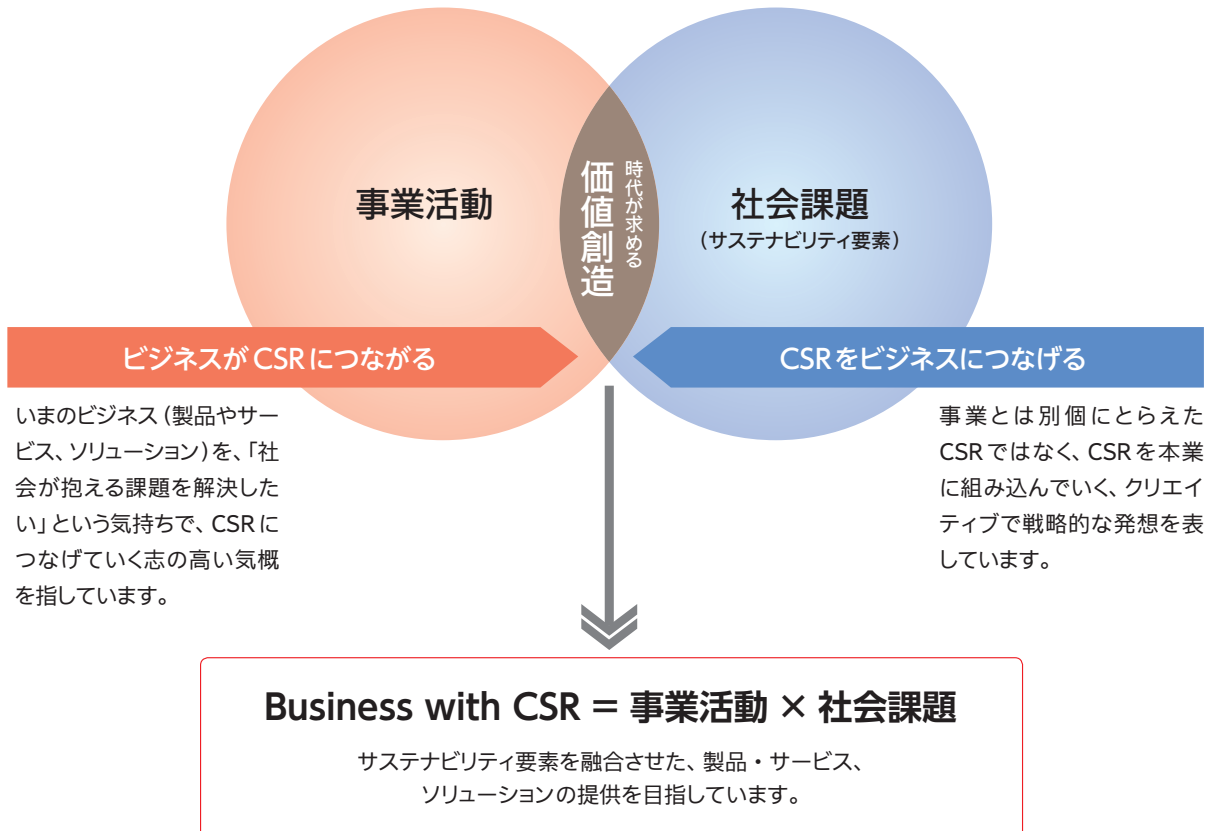 事業活動
時代が求める
価値創造
社会課題
（サステナビリティ要素）
ビジネスがCSRにつながる
いまのビジネス（製品やサー
ビス、ソリューション）を、「社
会が抱える課題を解決した
い」という気持ちで、CSRに
つなげていく志の高い気概
を指しています。
CSRをビジネスにつなげる
事業とは別個にとらえた
CSRではなく、CSRを本業
に組み込んでいく、クリエイ
ティブで戦略的な発想を表
しています。
Business with CSR = 事業活動 × 社会課題
サステナビリティ要素を融合させた、製品・サービス、
ソリューションの提供を目指しています。